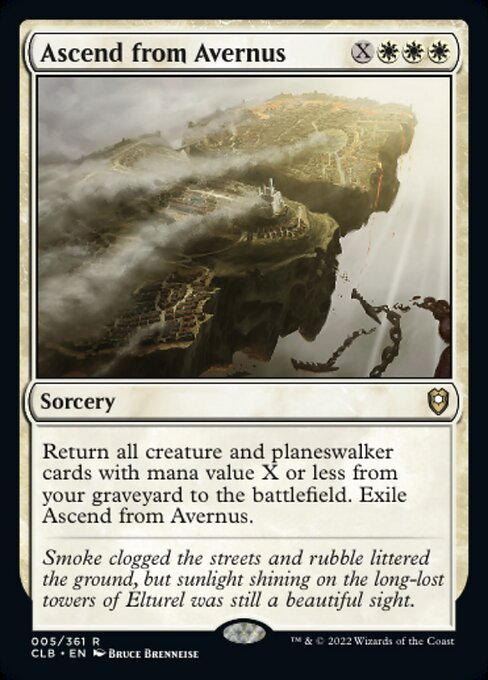 Ascend from Avernus X
Sorcery
Return all creature and planeswalker
cards with mana value X or less from
your graveyard to the battlefield. Exile
Ascend from Avernus.
Smoke clogged the streets and rubble littered
the ground, but sunlight shining on the long-lost
towers of Elturel was still a beautiful sight.
005/361 R
CLB • EN Bruce Brenneise
™ & © 2022 Wizards of the Coast